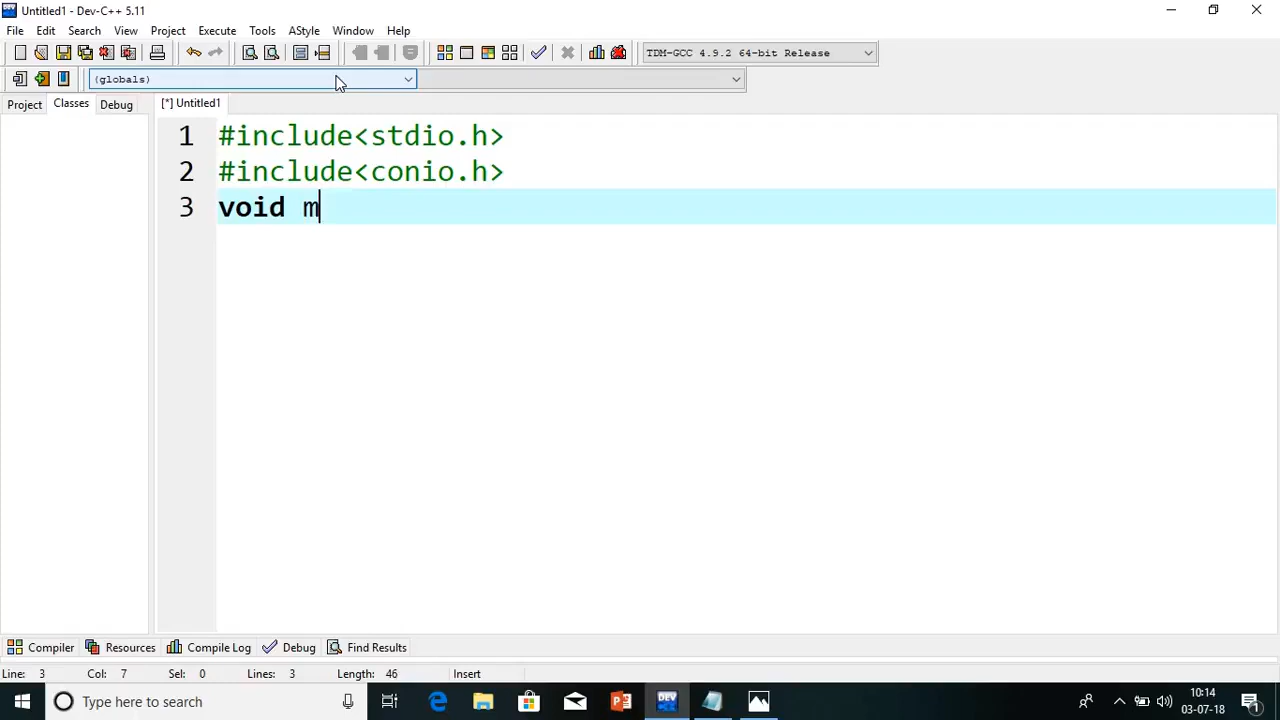 Untitled1 - Dev-C++ 5.11
File Edit Search View Project Execute Tools AStyle Window Help
TDM-GCC 4.9.2 64-bit Release
(globals)
Project Classes Debug [*] Untitled1
1 #include<stdio.h>
2 #include<conio.h>
3 void m
Compiler Resources Compile Log Debug Find Results
Line: 3 Col: 7 Sel: 0 Lines: 3 Length: 46 Insert
Type here to search
DEV
10:14
03-07-18
1